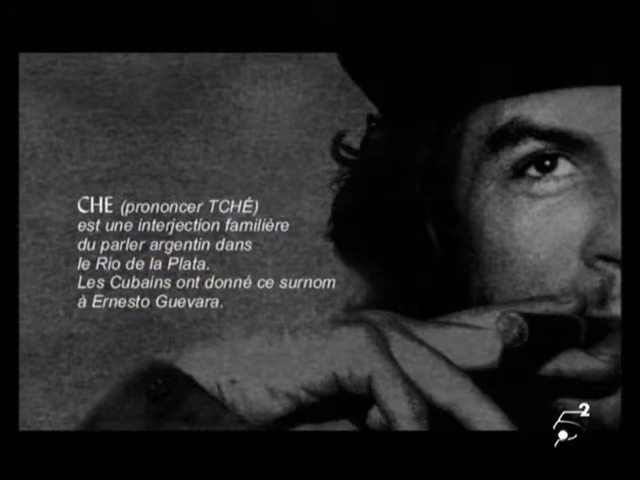 CHE (prononcer TCHÉ)
est une interjection familière
du parler argentin dans
le Rio de la Plata.
Les Cubains ont donné ce surnom
à Ernesto Guevara.
2